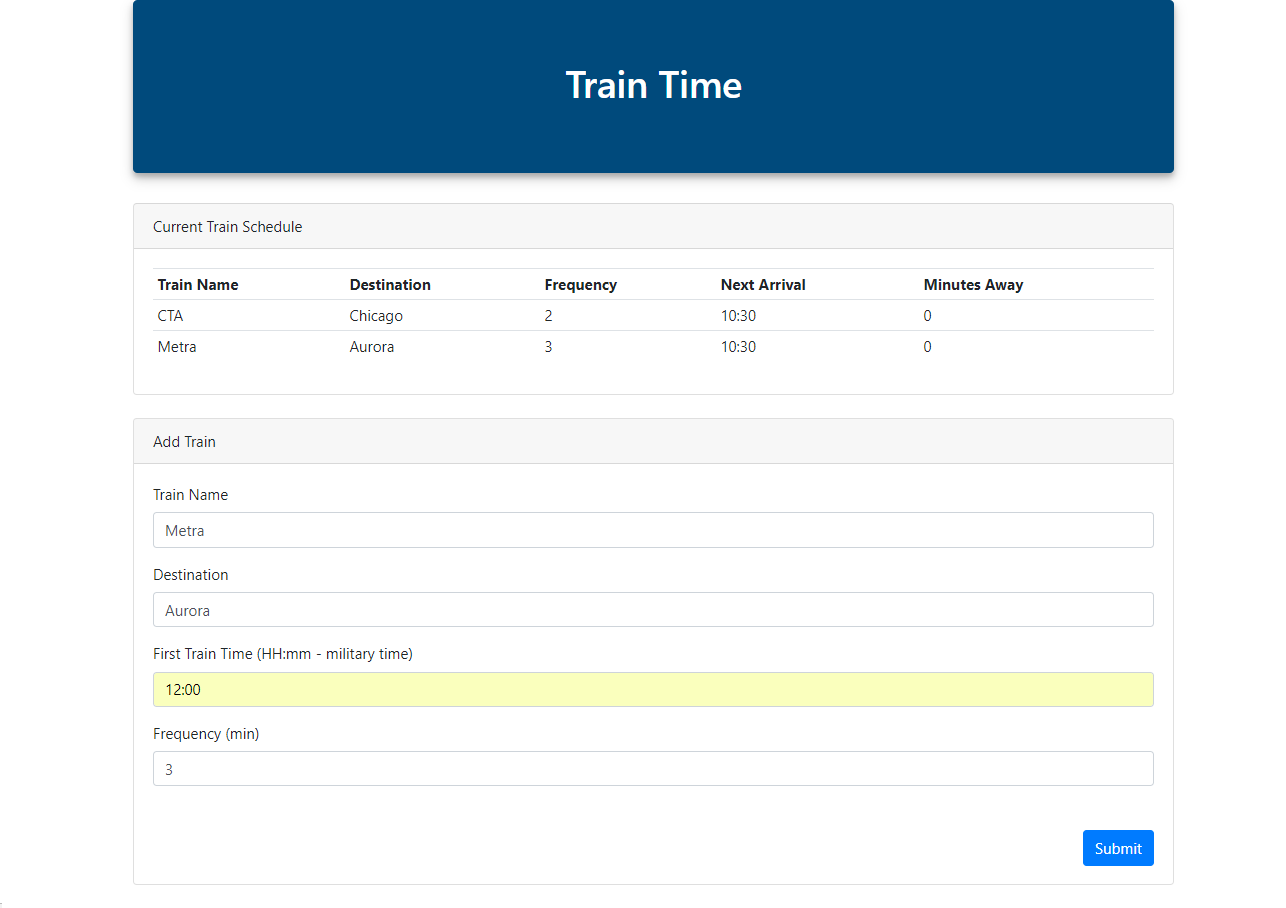 Train Time
Current Train Schedule
Train Name Destination Frequency Next Arrival Minutes Away
CTA Chicago 2 10:30 0
Metra Aurora 3 10:30 0
Add Train
Train Name
Metra
Destination
Aurora
First Train Time (HH:mm - military time)
12:00
Frequency (min)
3
Submit